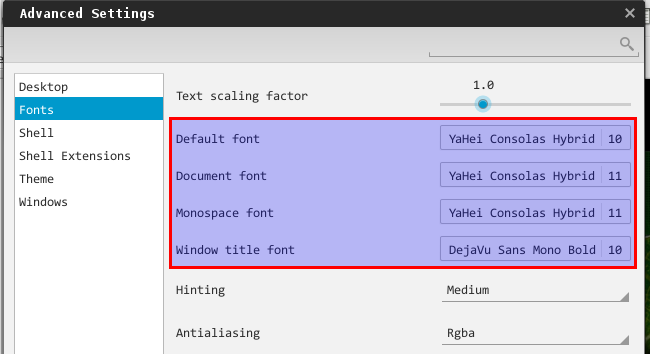 Advanced Settings
Desktop
Fonts
Shell
Shell Extensions
Theme
Windows
Text scaling factor 1.0
Default font YaHei Consolas Hybrid 10
Document font YaHei Consolas Hybrid 11
Monospace font YaHei Consolas Hybrid 11
Window title font DejaVu Sans Mono Bold 10
Hinting Medium
Antialiasing Rgba